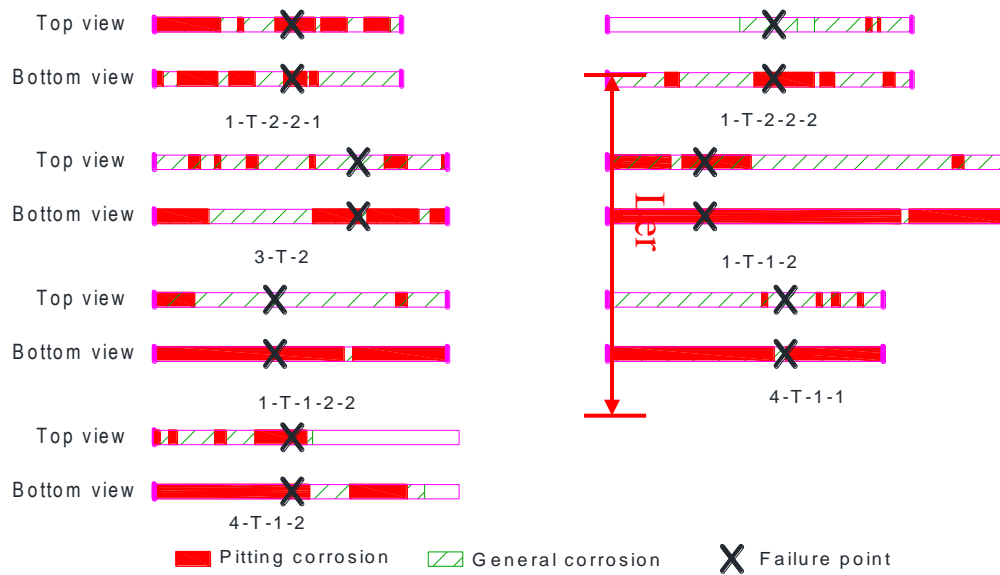 Top view
Bottom view
1-T-2-2-1
1-T-2-2-2
Top view
Bottom view
3-T-2
1-T-1-2
Top view
Bottom view
1-T-1-2-2
4-T-1-1
Top view
Bottom view
4-T-1-2
Ler
Pitting corrosion
General corrosion
Failure point